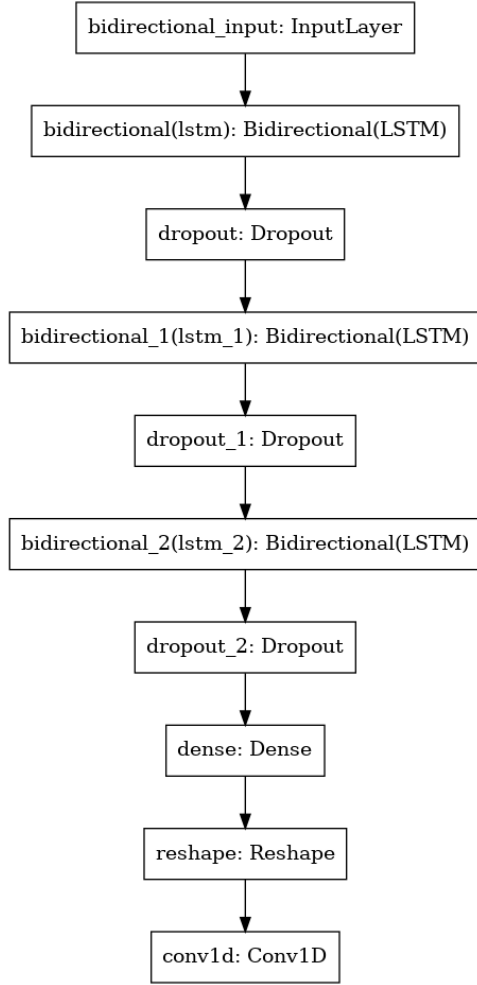 bidirectional_input: InputLayer
bidirectional(lstm): Bidirectional(LSTM)
dropout: Dropout
bidirectional_1(lstm_1): Bidirectional(LSTM)
dropout_1: Dropout
bidirectional_2(lstm_2): Bidirectional(LSTM)
dropout_2: Dropout
dense: Dense
reshape: Reshape
conv1d: Conv1D